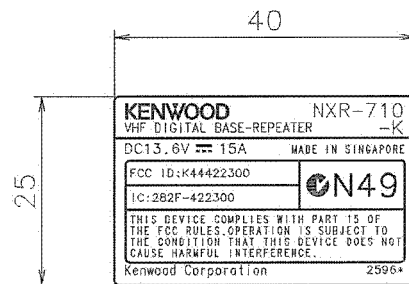 40
25
KENWOOD NXR-710
VHF DIGITAL BASE-REPEATER -K
DC13.6V ⎓ 15A MADE IN SINGAPORE
FCC ID:K44422300
IC:282F-422300
N49
THIS DEVICE COMPLIES WITH PART 15 OF
THE FCC RULES.OPERATION IS SUBJECT TO
THE CONDITION THAT THIS DEVICE DOES NOT
CAUSE HARMFUL INTERFERENCE.
Kenwood Corporation 2596*